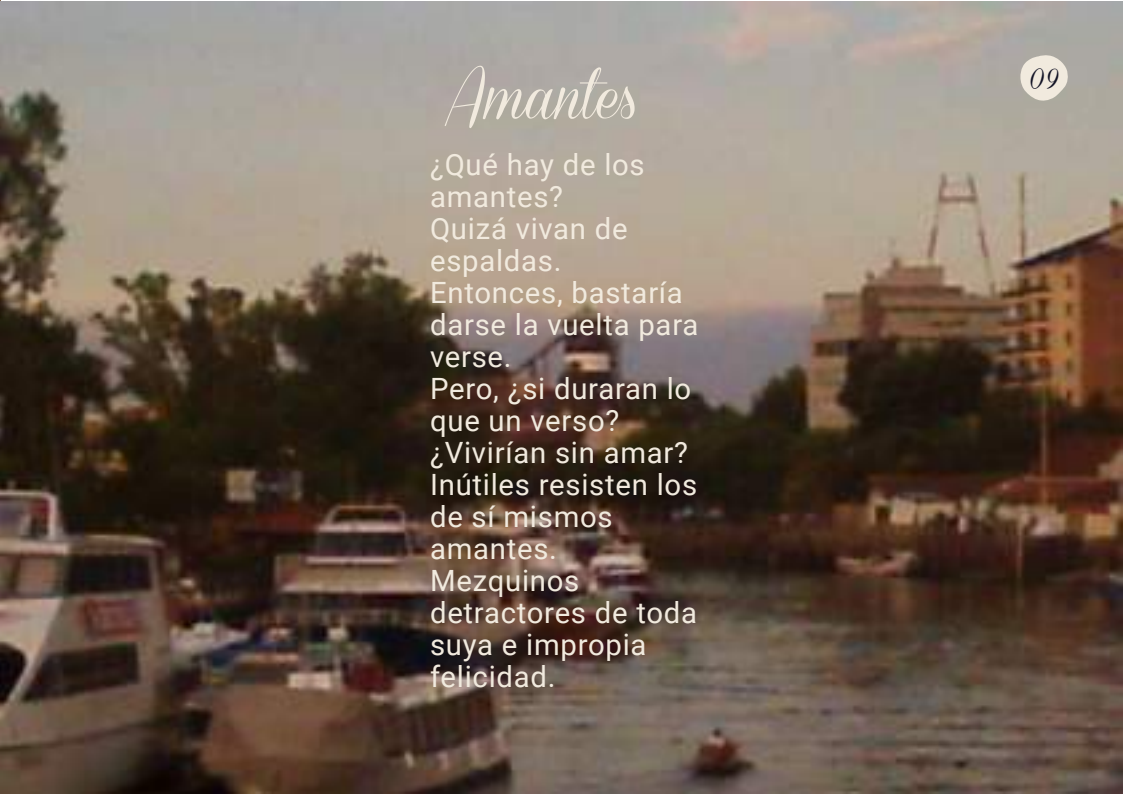 Amantes
09
¿Qué hay de los
amantes?
Quizá vivan de
espaldas.
Entonces, bastaría
darse la vuelta para
verse.
Pero, ¿si duraran lo
que un verso?
¿Vivirían sin amar?
Inútiles resisten los
de sí mismos
amantes.
Mezquinos
detractores de toda
suya e impropia
felicidad.